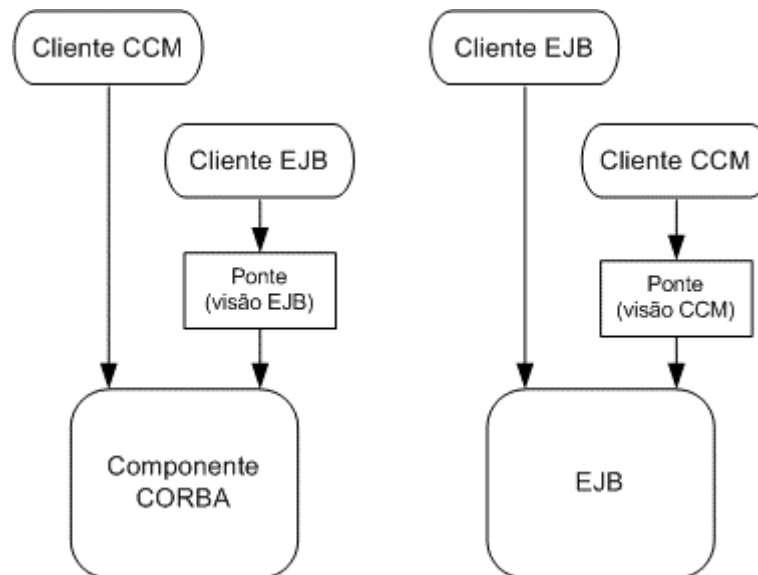 Cliente CCM
Cliente EJB
Ponte
(visão EJB)
Componente
CORBA
Cliente EJB
Cliente CCM
Ponte
(visão CCM)
EJB